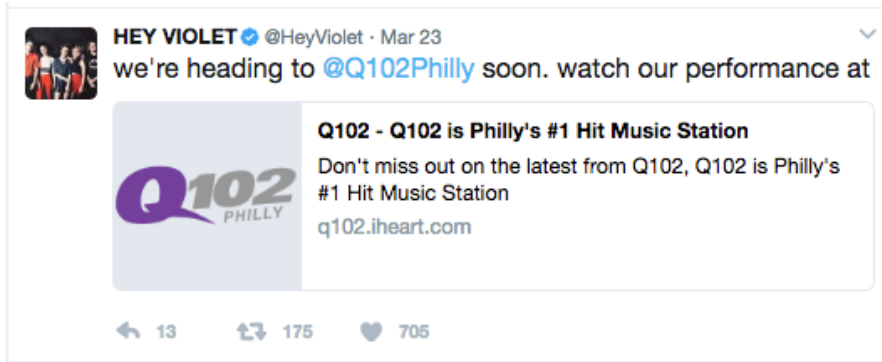 HEY VIOLET @HeyViolet · Mar 23
we're heading to @Q102Philly soon. watch our performance at
Q102
PHILLY
Q102 - Q102 is Philly's #1 Hit Music Station
Don't miss out on the latest from Q102, Q102 is Philly's
#1 Hit Music Station
q102.iheart.com
13 175 705